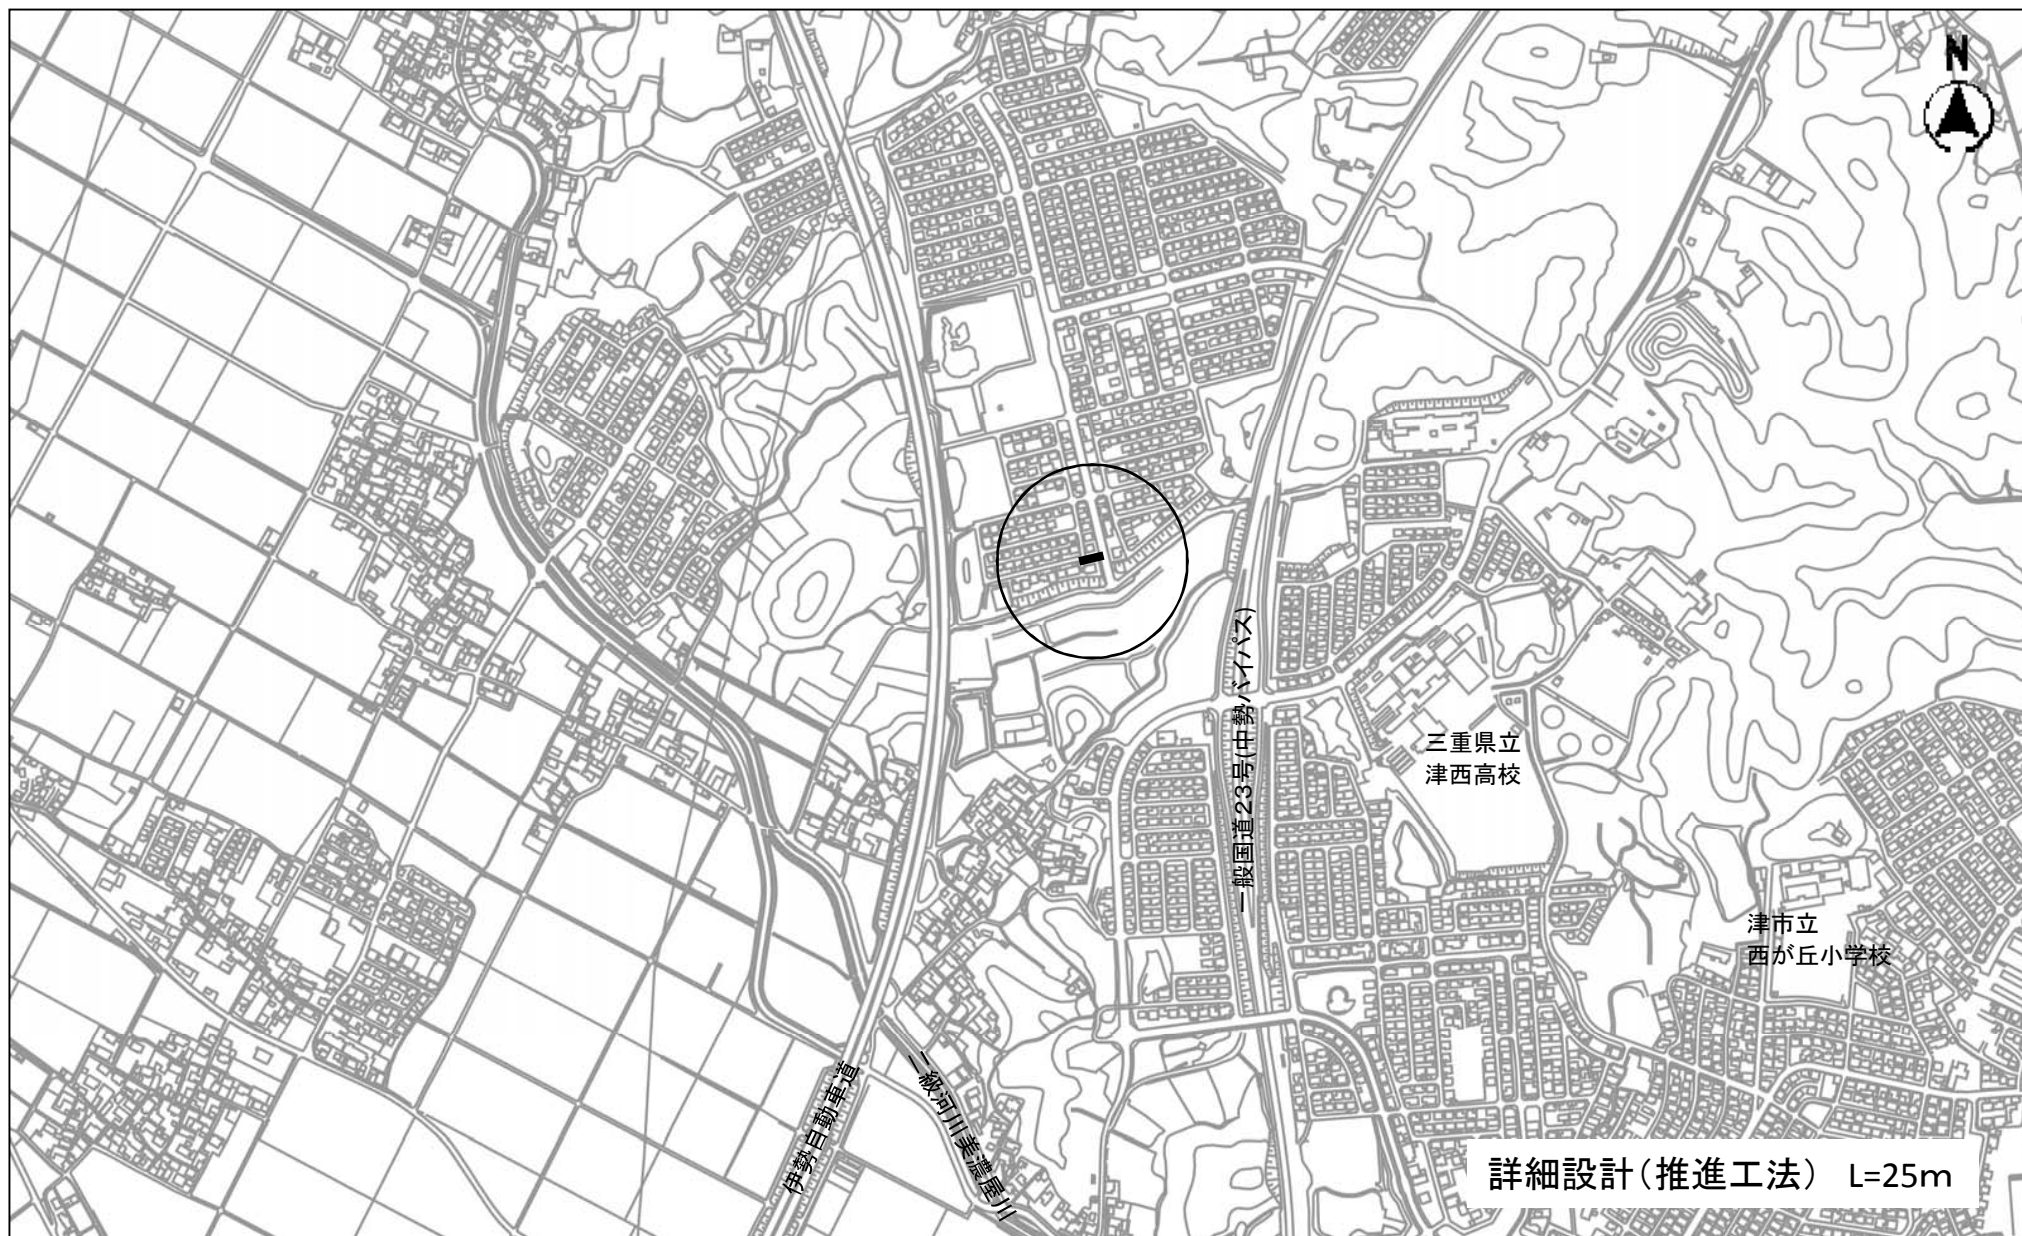 N
一般国道23号(中勢バイパス)
三重県立
津西高校
津市立
西が丘小学校
伊勢自動車道
二級河川美濃屋川
詳細設計(推進工法) L=25m